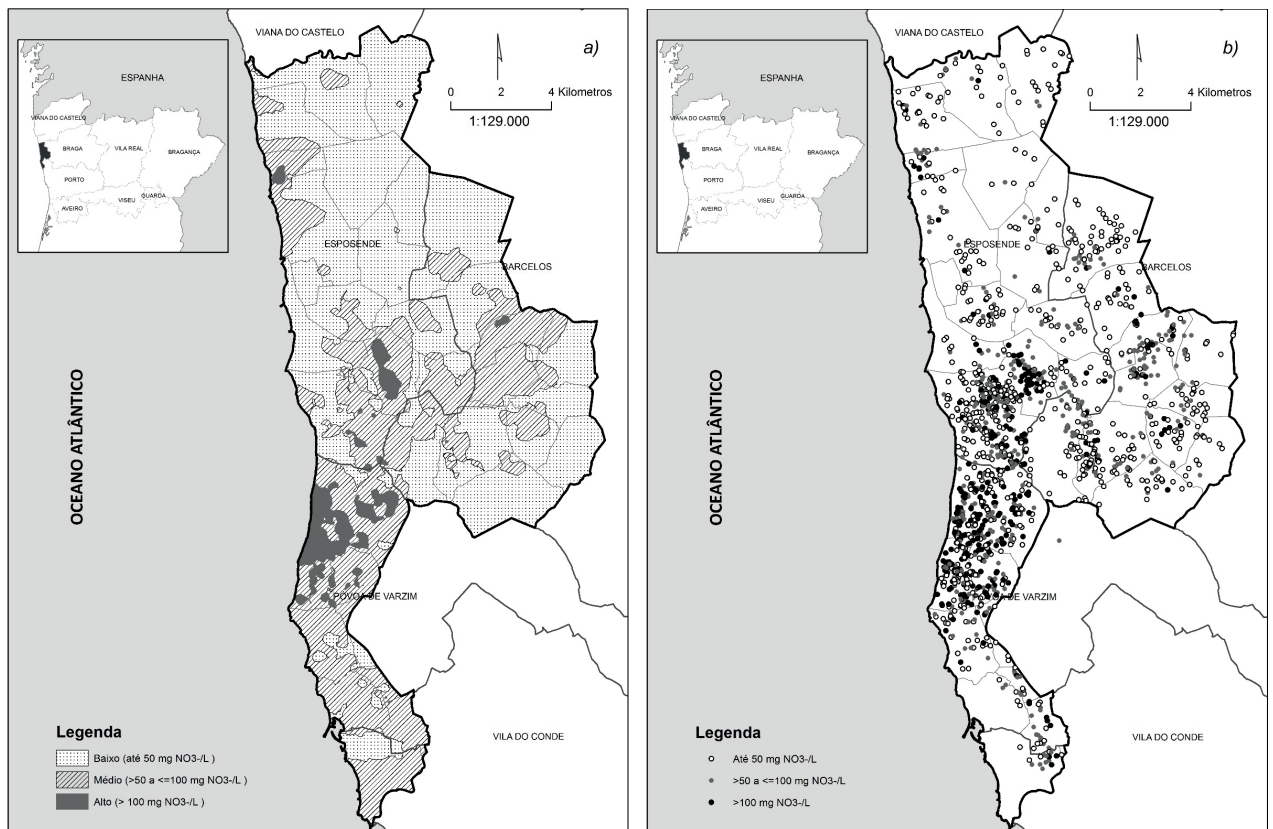 VIANA DO CASTELO
a)
ESPANHA
VIANA DO CASTELO
BRAGA
VILA REAL
BRAGANÇA
PORTO
GUARDA
AVEIRO
VISEU
0 2 4 Kilometros
1:129.000
ESPOSENDE
BARCELOS
OCEANO ATLÂNTICO
PÓVOA DE VARZIM
VILA DO CONDE
Legenda
Baixo (até 50 mg NO3-/L )
Médio (>50 a <=100 mg NO3-/L )
Alto (> 100 mg NO3-/L )
VIANA DO CASTELO
b)
ESPANHA
VIANA DO CASTELO
BRAGA
VILA REAL
BRAGANÇA
PORTO
GUARDA
AVEIRO
VISEU
0 2 4 Kilometros
1:129.000
ESPOSENDE
BARCELOS
OCEANO ATLÂNTICO
PÓVOA DE VARZIM
VILA DO CONDE
Legenda
Até 50 mg NO3-/L
>50 a <=100 mg NO3-/L
>100 mg NO3-/L